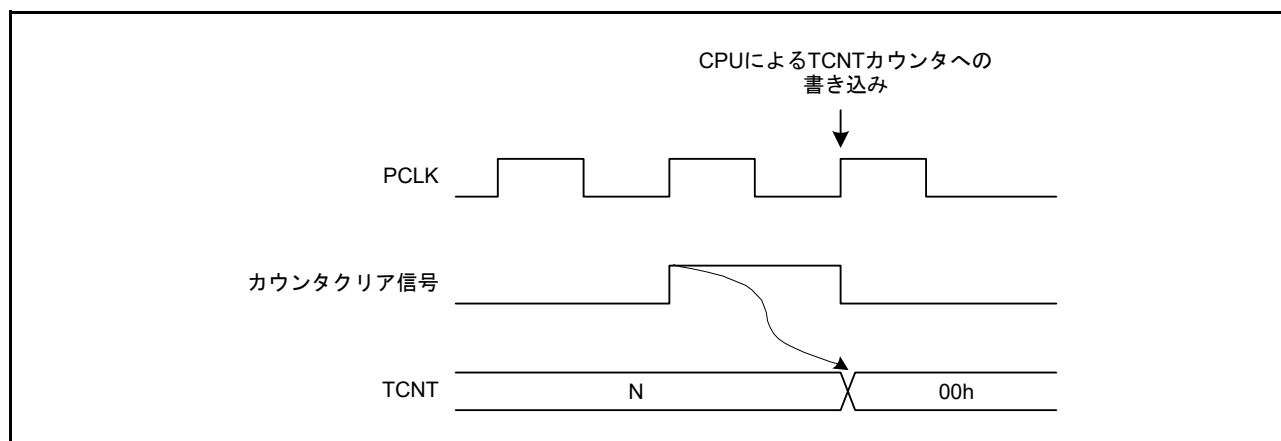 CPUによるTCNTカウンタへの
書き込み
PCLK
カウンタクリア信号
TCNT
N
00h